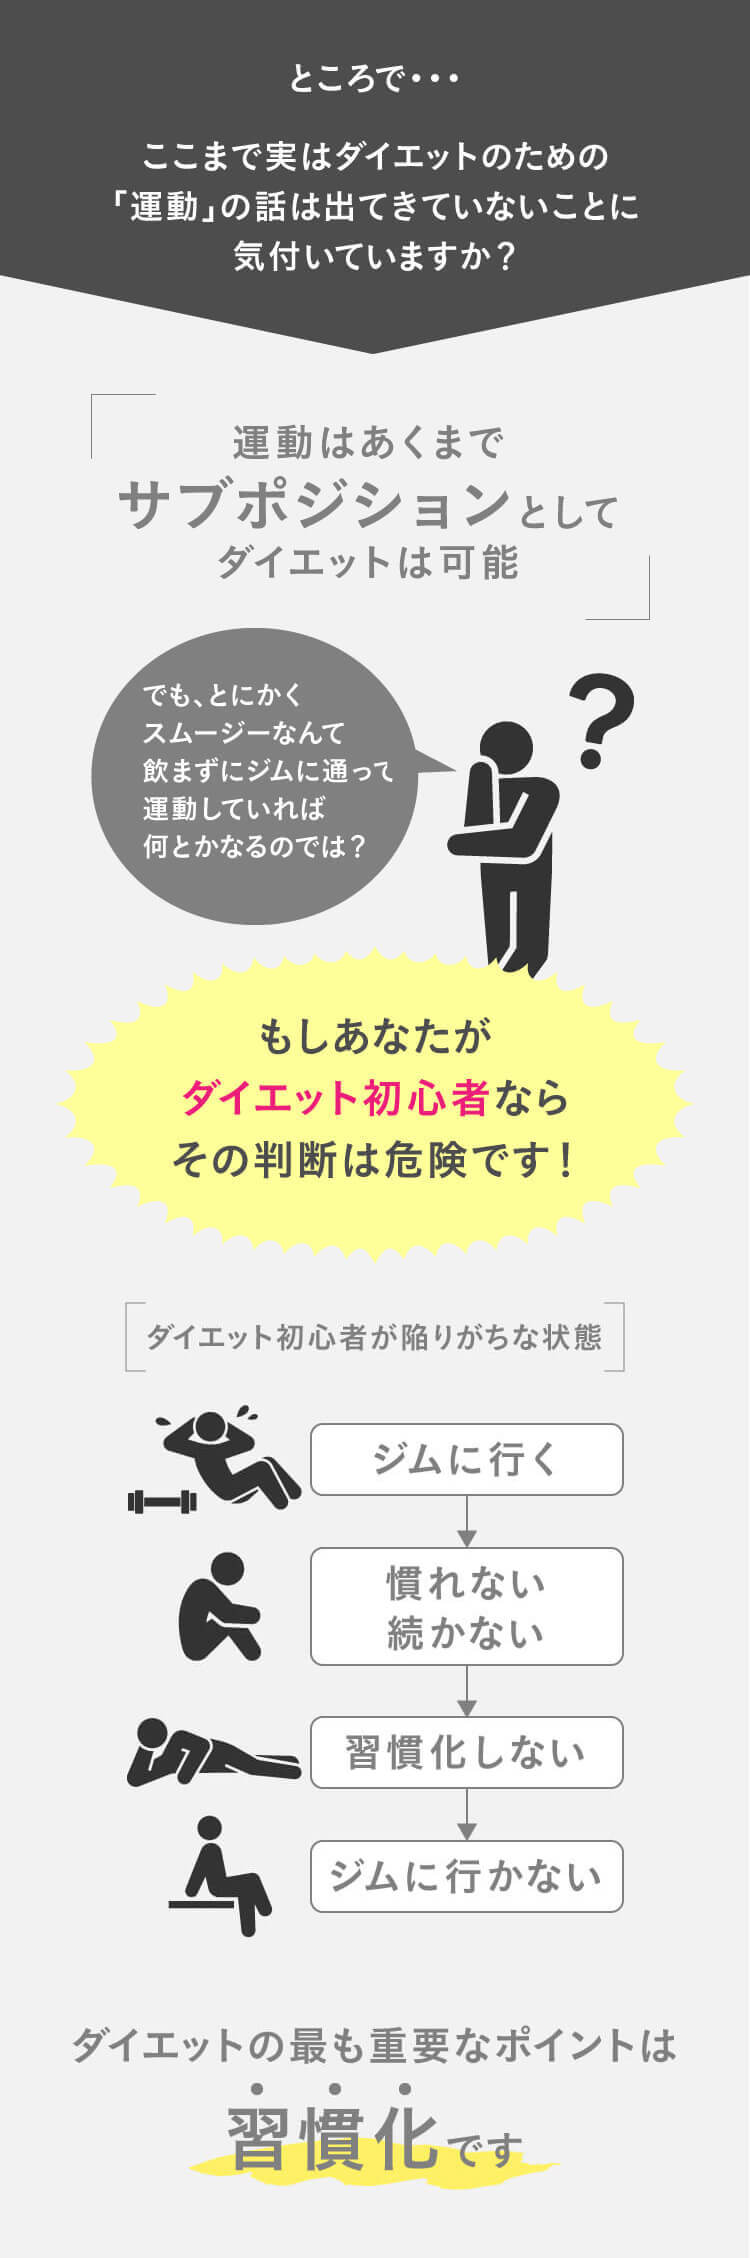 ところで・・・
ここまで実はダイエットのための
「運動」の話は出てきていないことに
気付いていますか？
運動はあくまで
サブポジションとして
ダイエットは可能
でも、とにかく
スムージーなんて
飲まずにジムに通って
運動していれば
何とかなるのでは？
?
もしあなたが
ダイエット初心者なら
その判断は危険です！
ダイエット初心者が陥りがちな状態
ジムに行く
慣れない
続かない
習慣化しない
ジムに行かない
ダイエットの最も重要なポイントは
習慣化です